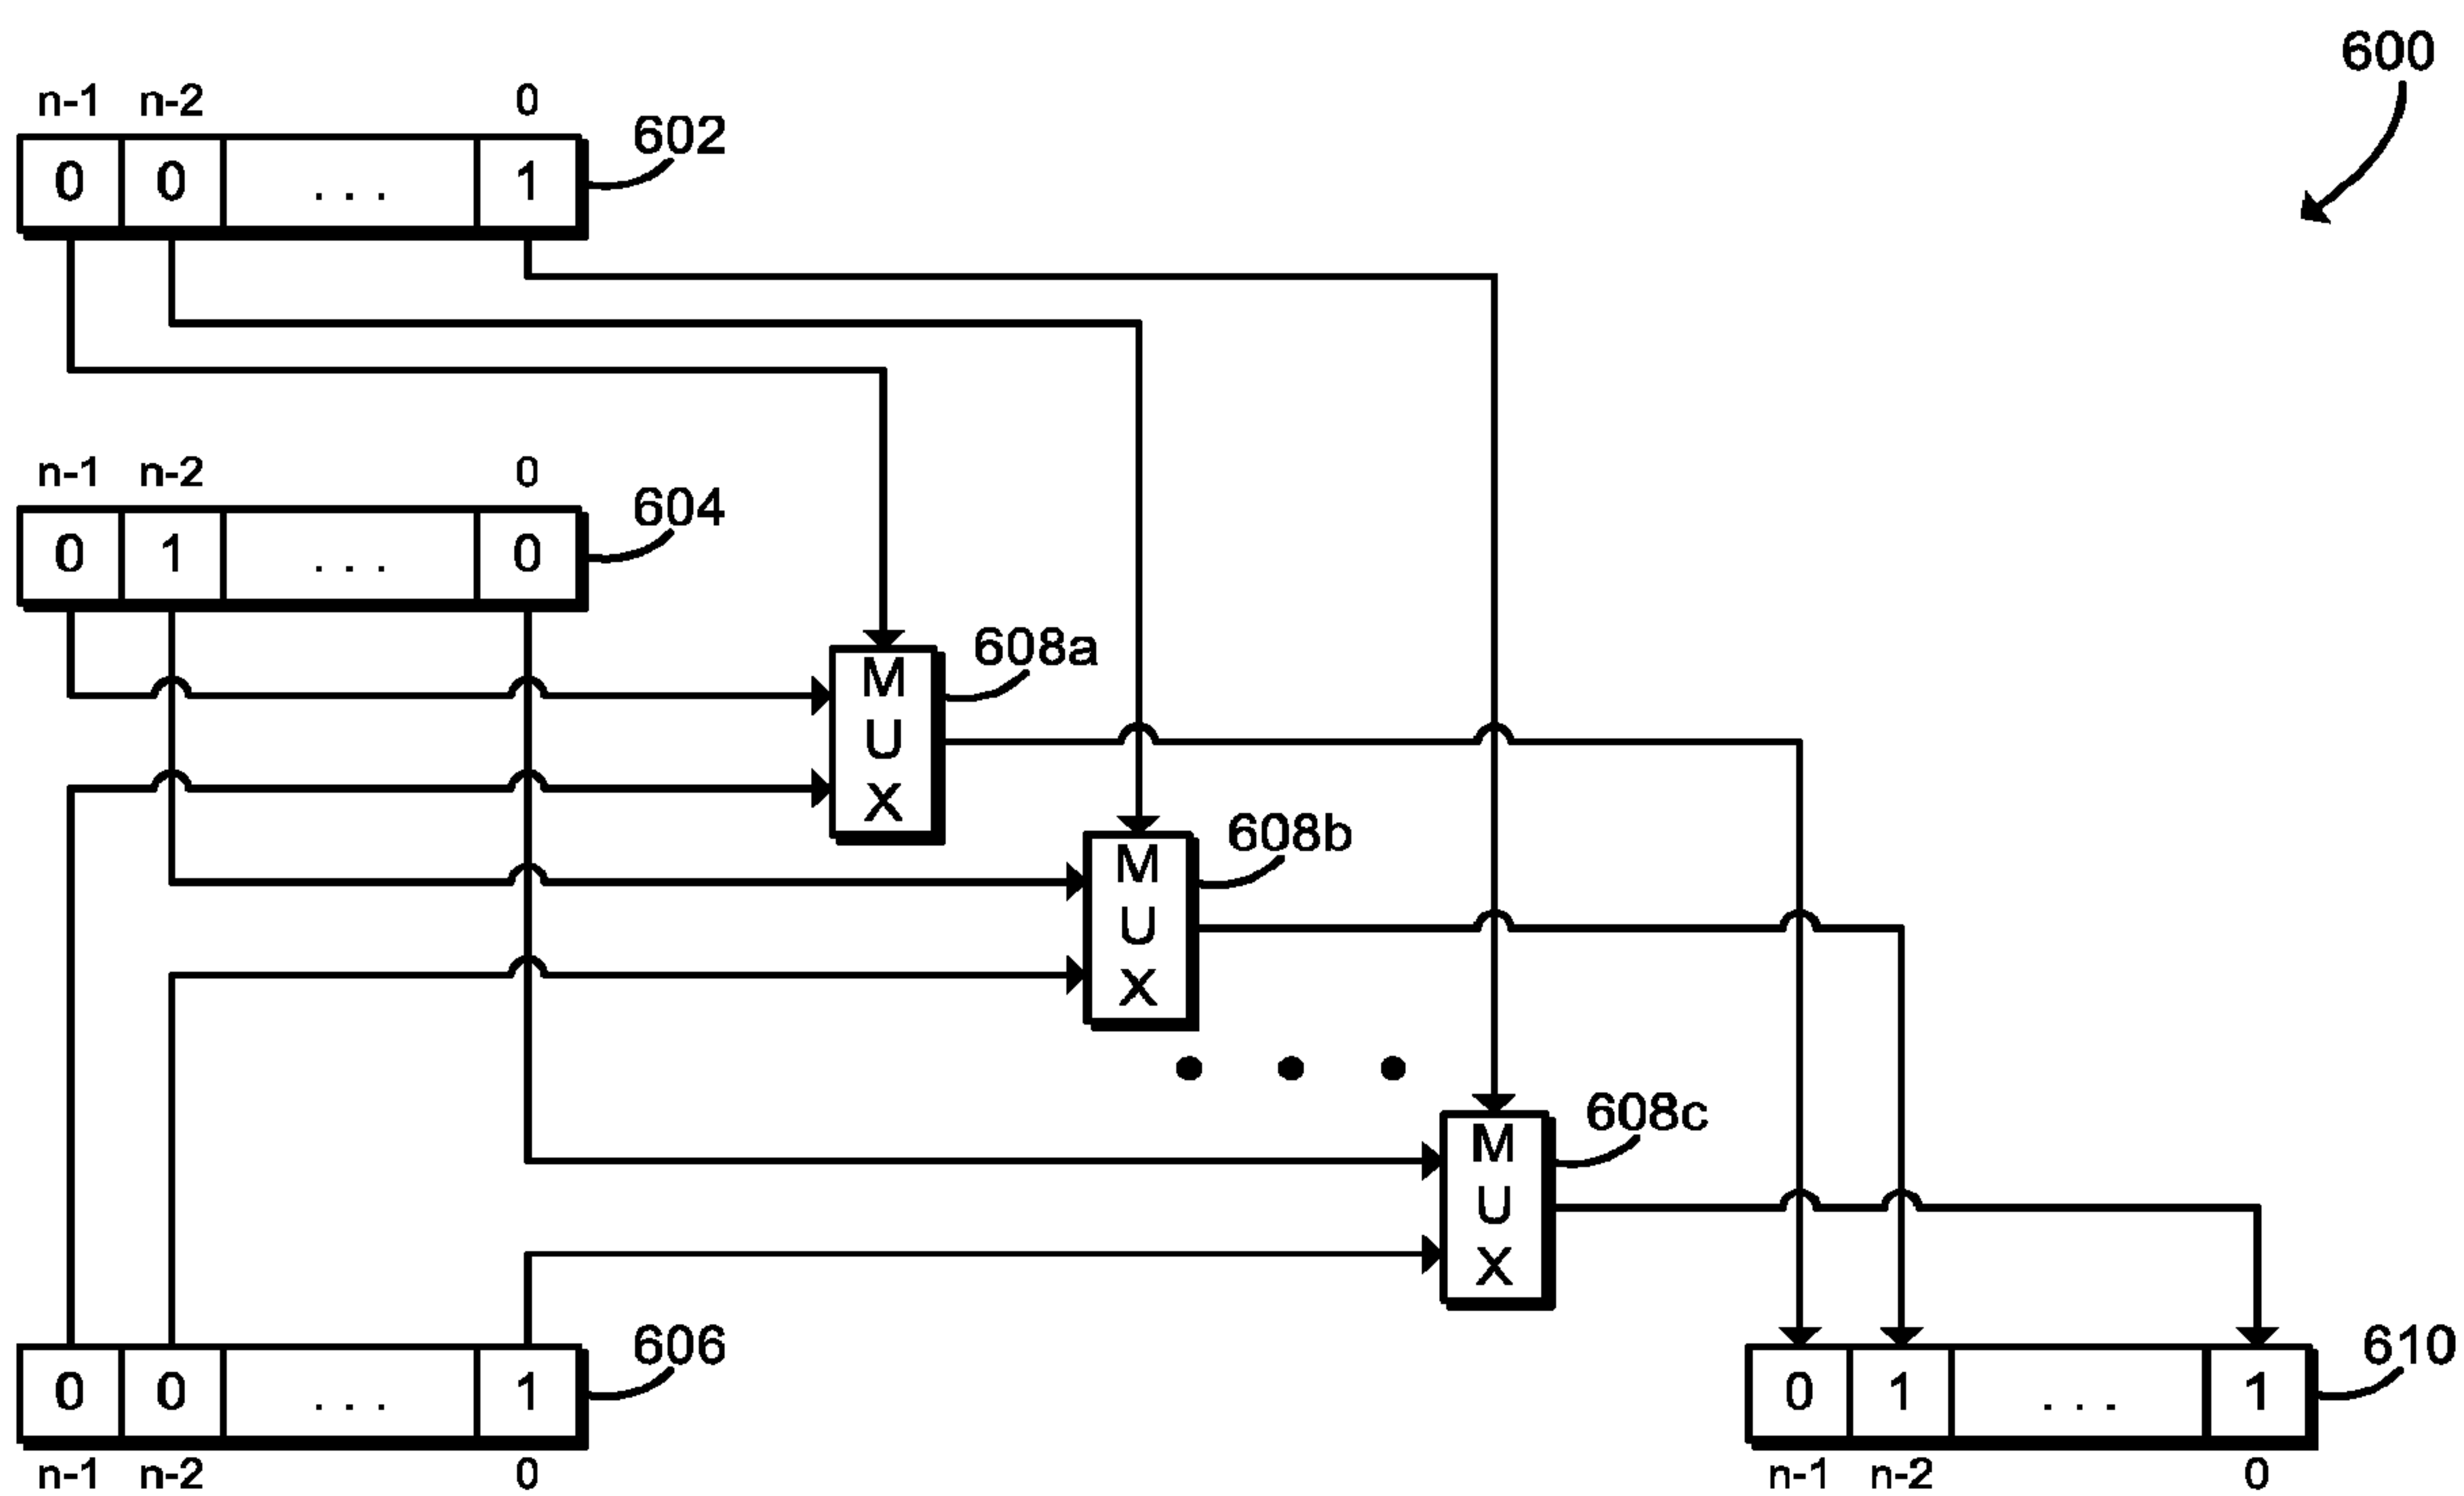 600
n-1 n-2 0
602
0 0 . . . 1
n-1 n-2 0
604
0 1 . . . 0
608a
M
U
X
608b
M
U
X
608c
M
U
X
606
0 0 . . . 1
n-1 n-2 0
610
0 1 . . . 1
n-1 n-2 0